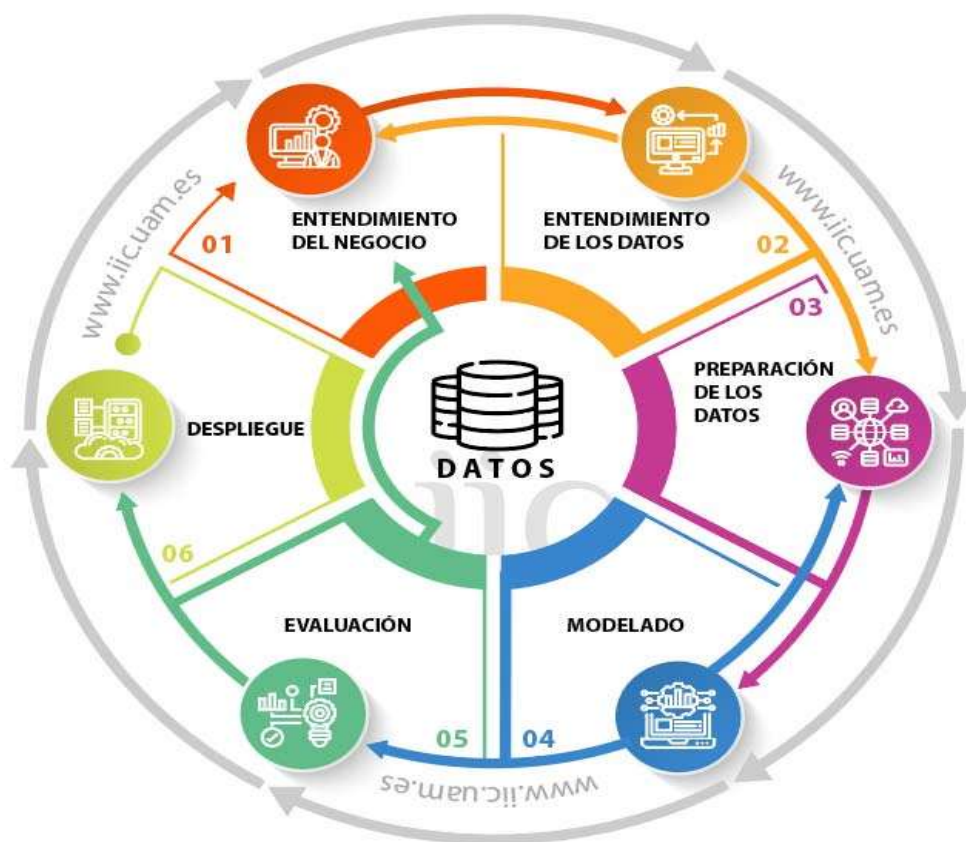 www.iic.uam.es
www.iic.uam.es
01
ENTENDIMIENTO
DEL NEGOCIO
ENTENDIMIENTO
DE LOS DATOS
02
03
PREPARACIÓN
DE LOS
DATOS
DESPLIEGUE
DATOS
iic
06
EVALUACIÓN
MODELADO
05
04
www.iic.uam.es